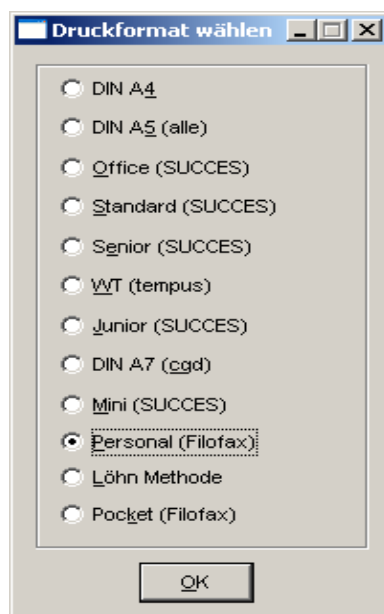 Druckformat wählen
DIN A4
DIN A5 (alle)
Office (SUCCES)
Standard (SUCCES)
Senior (SUCCES)
WT (tempus)
Junior (SUCCES)
DIN A7 (cgd)
Mini (SUCCES)
Personal (Filofax)
Löhn Methode
Pocket (Filofax)
OK